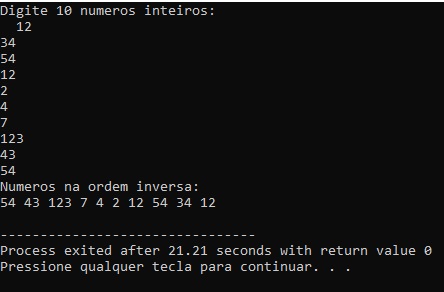 Digite 10 numeros inteiros:
12
34
54
12
2
4
7
123
43
54
Numeros na ordem inversa:
54 43 123 7 4 2 12 54 34 12
--------------------------------
Process exited after 21.21 seconds with return value 0
Pressione qualquer tecla para continuar. . .